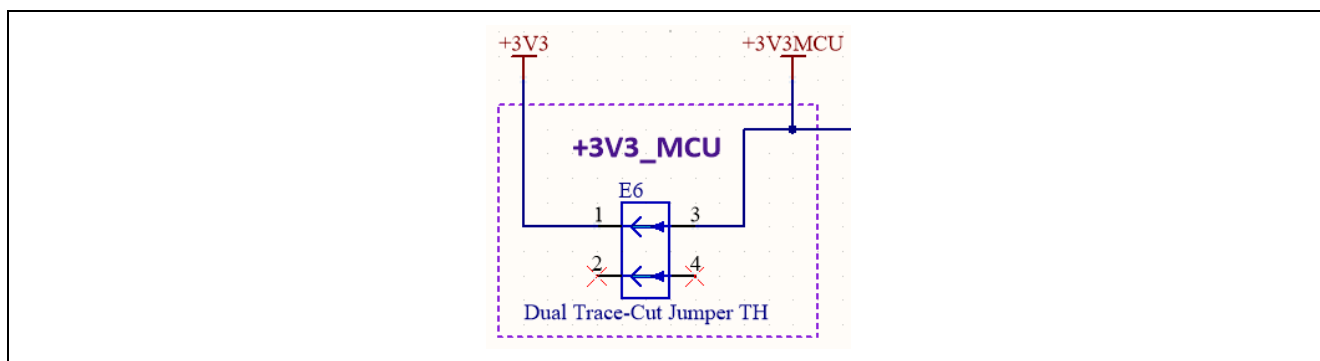 +3V3 +3V3MCU
+3V3_MCU
E6
1 3
2 4
Dual Trace-Cut Jumper TH